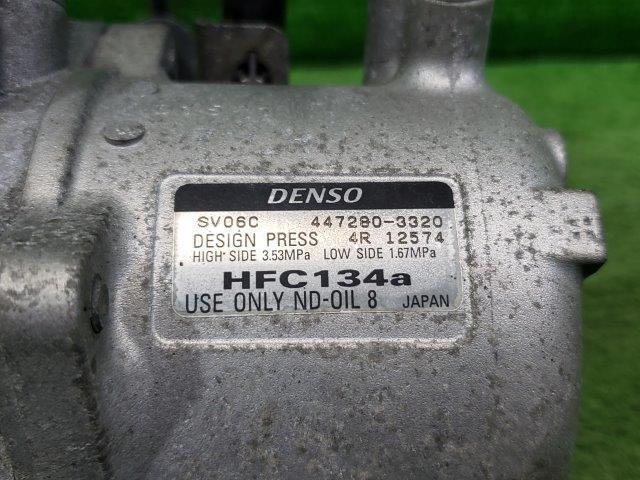 DENSO
SV06C 447280-3320
DESIGN PRESS 4R 12574
HIGH SIDE 3.53MPa LOW SIDE 1.67MPa
HFC134a
USE ONLY ND-OIL 8 JAPAN